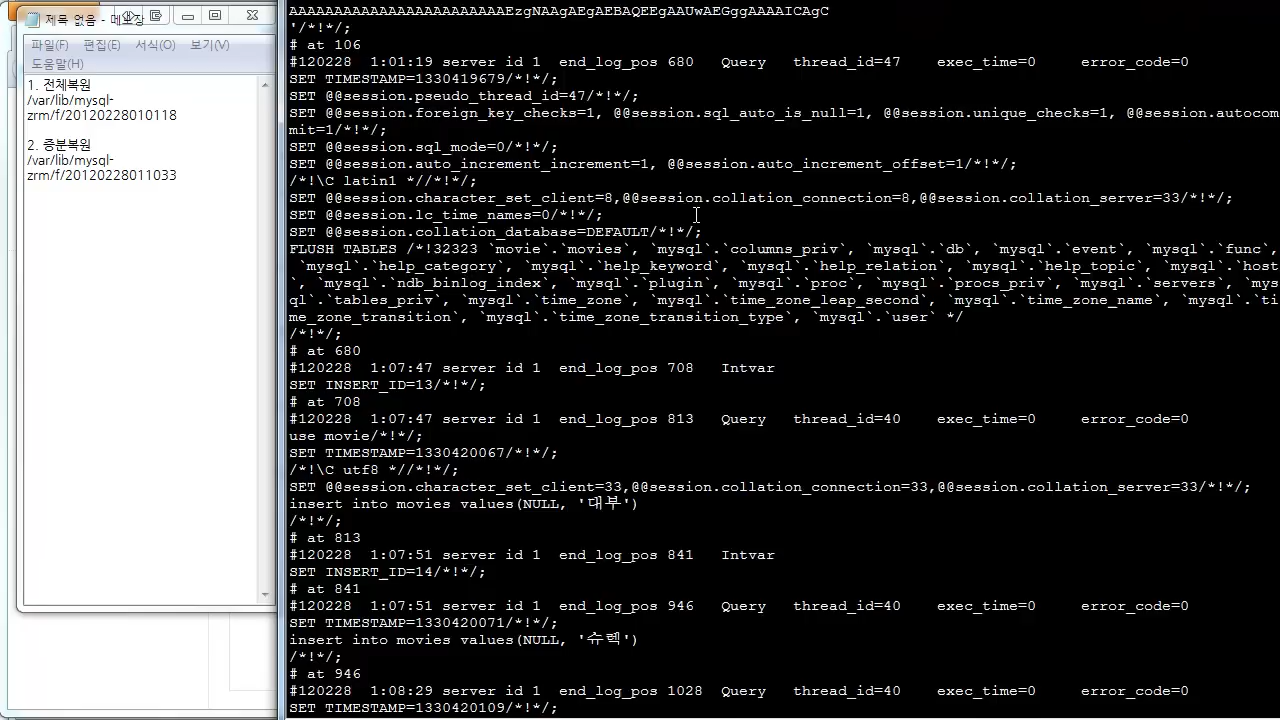 제목 없음 - 메모장
파일(F) 편집(E) 서식(O) 보기(V)
도움말(H)
1. 전체복원
/var/lib/mysql-
zrm/f/20120228010118
2. 증분복원
/var/lib/mysql-
zrm/f/20120228011033
AAAAAAAAAAAAAAAAAAAAAAAAEzgNAAgAEgAEBAQEEgAAUwAEGggAAAAICAgC
'/*!*/;
# at 106
#120228  1:01:19 server id 1  end_log_pos 680   Query   thread_id=47    exec_time=0     error_code=0
SET TIMESTAMP=1330419679/*!*/;
SET @@session.pseudo_thread_id=47/*!*/;
SET @@session.foreign_key_checks=1, @@session.sql_auto_is_null=1, @@session.unique_checks=1, @@session.autocom
mit=1/*!*/;
SET @@session.sql_mode=0/*!*/;
SET @@session.auto_increment_increment=1, @@session.auto_increment_offset=1/*!*/;
/*!\C latin1 *//*!*/;
SET @@session.character_set_client=8,@@session.collation_connection=8,@@session.collation_server=33/*!*/;
SET @@session.lc_time_names=0/*!*/;
SET @@session.collation_database=DEFAULT/*!*/;
FLUSH TABLES /*!32323 `movie`.`movies`, `mysql`.`columns_priv`, `mysql`.`db`, `mysql`.`event`, `mysql`.`func`,
 `mysql`.`help_category`, `mysql`.`help_keyword`, `mysql`.`help_relation`, `mysql`.`help_topic`, `mysql`.`host
`, `mysql`.`ndb_binlog_index`, `mysql`.`plugin`, `mysql`.`proc`, `mysql`.`procs_priv`, `mysql`.`servers`, `mys
ql`.`tables_priv`, `mysql`.`time_zone`, `mysql`.`time_zone_leap_second`, `mysql`.`time_zone_name`, `mysql`.`ti
me_zone_transition`, `mysql`.`time_zone_transition_type`, `mysql`.`user` */
/*!*/;
# at 680
#120228  1:07:47 server id 1  end_log_pos 708   Intvar
SET INSERT_ID=13/*!*/;
# at 708
#120228  1:07:47 server id 1  end_log_pos 813   Query   thread_id=40    exec_time=0     error_code=0
use movie/*!*/;
SET TIMESTAMP=1330420067/*!*/;
/*!\C utf8 *//*!*/;
SET @@session.character_set_client=33,@@session.collation_connection=33,@@session.collation_server=33/*!*/;
insert into movies values(NULL, '대부')
/*!*/;
# at 813
#120228  1:07:51 server id 1  end_log_pos 841   Intvar
SET INSERT_ID=14/*!*/;
# at 841
#120228  1:07:51 server id 1  end_log_pos 946   Query   thread_id=40    exec_time=0     error_code=0
SET TIMESTAMP=1330420071/*!*/;
insert into movies values(NULL, '슈렉')
/*!*/;
# at 946
#120228  1:08:29 server id 1  end_log_pos 1028  Query   thread_id=40    exec_time=0     error_code=0
SET TIMESTAMP=1330420109/*!*/;